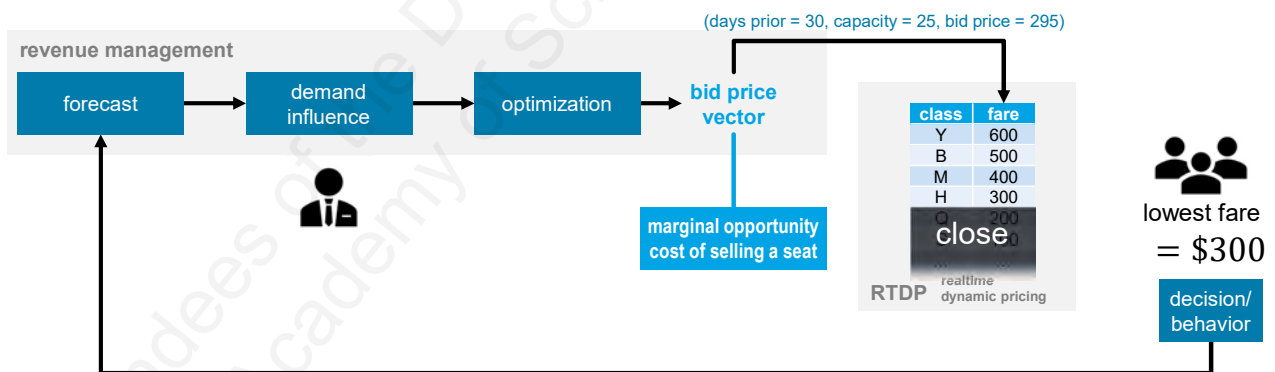 (days prior = 30, capacity = 25, bid price = 295)
revenue management
forecast
demand
influence
optimization
bid price
vector
marginal opportunity
cost of selling a seat
class fare
Y 600
B 500
M 400
H 300
Q 200
close
RTDP
realtime
dynamic pricing
lowest fare
= $300
decision/
behavior